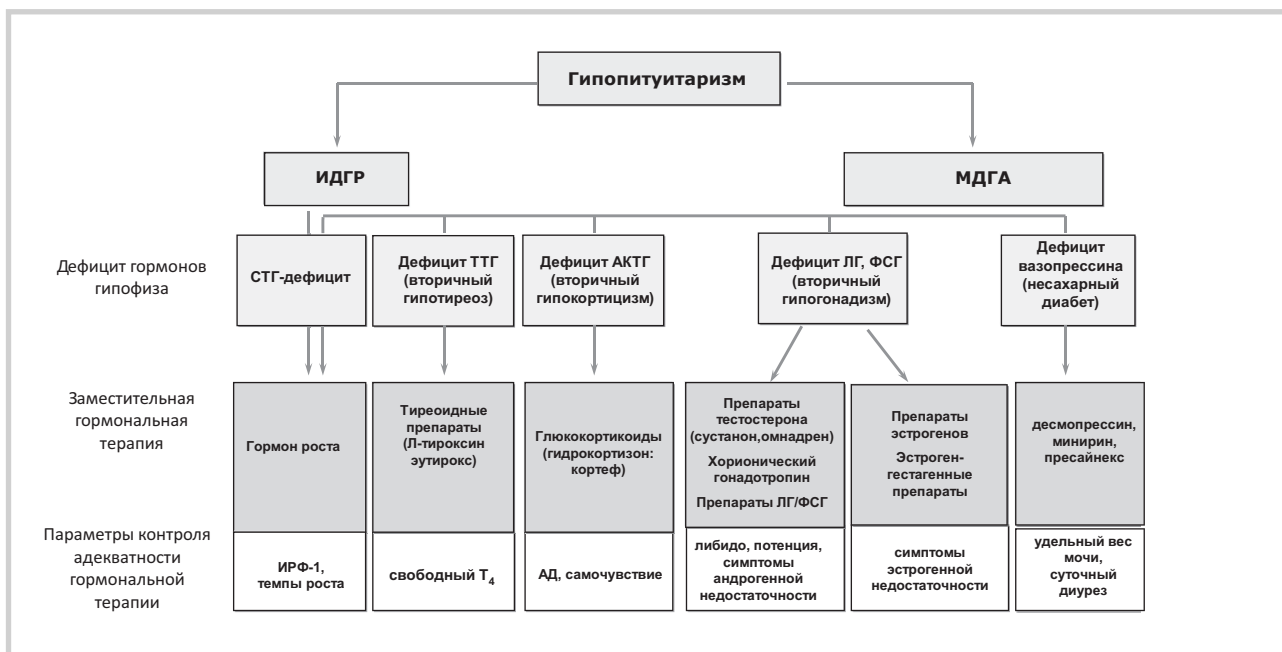 Гипопитуитаризм
ИДГР
МДГА
Дефицит гормонов
гипофиза
СТГ-дефицит
Дефицит ТТГ
(вторичный
гипотиреоз)
Дефицит АКТГ
(вторичный
гипокортицизм)
Дефицит ЛГ, ФСГ
(вторичный
гипогонадизм)
Дефицит
вазопрессина
(несахарный
диабет)
Заместительная
гормональная
терапия
Гормон роста
Тиреоидные
препараты
(Л-тироксин
эутирокс)
Глюкокортикоиды
(гидрокортизон:
кортеф)
Препараты
тестостерона
(сустанон,омнадрен)
Хорионический
гонадотропин
Препараты ЛГ/ФСГ
Препараты
эстрогенов
Эстроген-
гестагенные
препараты
десмопрессин,
минирин,
пресайнекс
Параметры контроля
адекватности
гормональной
терапии
ИРФ-1,
темпы роста
свободный Т4
АД, самочувствие
либидо, потенция,
симптомы
андрогенной
недостаточности
симптомы
эстрогенной
недостаточности
удельный вес
мочи,
суточный
диурез